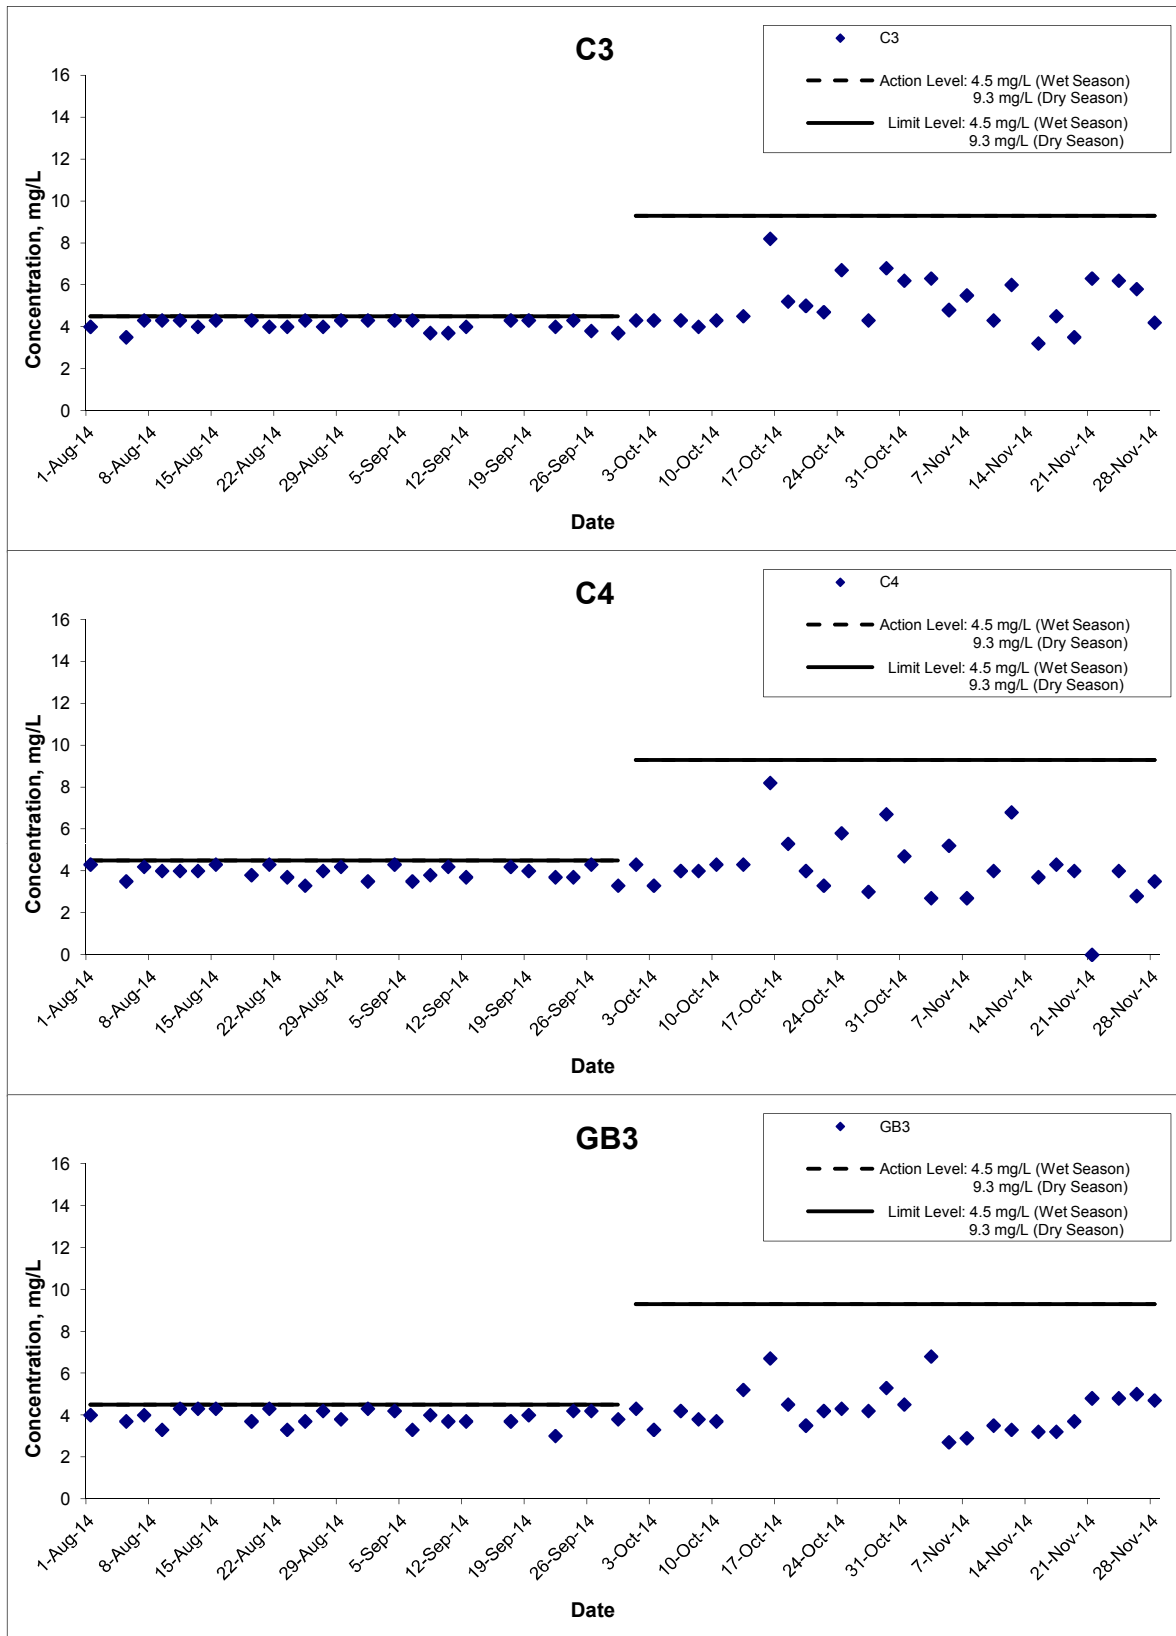 C3
C3
Action Level: 4.5 mg/L (Wet Season)
9.3 mg/L (Dry Season)
Limit Level: 4.5 mg/L (Wet Season)
9.3 mg/L (Dry Season)
Concentration, mg/L
16
14
12
10
8
6
4
2
0
1-Aug-14
8-Aug-14
15-Aug-14
22-Aug-14
29-Aug-14
5-Sep-14
12-Sep-14
19-Sep-14
26-Sep-14
3-Oct-14
10-Oct-14
17-Oct-14
24-Oct-14
31-Oct-14
7-Nov-14
14-Nov-14
21-Nov-14
28-Nov-14
Date
C4
C4
Action Level: 4.5 mg/L (Wet Season)
9.3 mg/L (Dry Season)
Limit Level: 4.5 mg/L (Wet Season)
9.3 mg/L (Dry Season)
Concentration, mg/L
16
14
12
10
8
6
4
2
0
1-Aug-14
8-Aug-14
15-Aug-14
22-Aug-14
29-Aug-14
5-Sep-14
12-Sep-14
19-Sep-14
26-Sep-14
3-Oct-14
10-Oct-14
17-Oct-14
24-Oct-14
31-Oct-14
7-Nov-14
14-Nov-14
21-Nov-14
28-Nov-14
Date
GB3
GB3
Action Level: 4.5 mg/L (Wet Season)
9.3 mg/L (Dry Season)
Limit Level: 4.5 mg/L (Wet Season)
9.3 mg/L (Dry Season)
Concentration, mg/L
16
14
12
10
8
6
4
2
0
1-Aug-14
8-Aug-14
15-Aug-14
22-Aug-14
29-Aug-14
5-Sep-14
12-Sep-14
19-Sep-14
26-Sep-14
3-Oct-14
10-Oct-14
17-Oct-14
24-Oct-14
31-Oct-14
7-Nov-14
14-Nov-14
21-Nov-14
28-Nov-14
Date